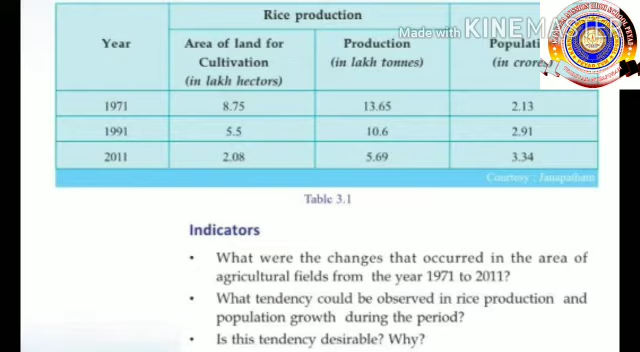 Rice production
Made with KINEMASTER
Year
Area of land for Cultivation (in lakh hectors)
Production (in lakh tonnes)
(in crores)
1971 8.75 13.65 2.13
1991 5.5 10.6 2.91
2011 2.08 5.69 3.34
Courtesy : Janapatham
Table 3.1
Indicators
• What were the changes that occurred in the area of
agricultural fields from the year 1971 to 2011?
• What tendency could be observed in rice production and
population growth during the period?
• Is this tendency desirable? Why?